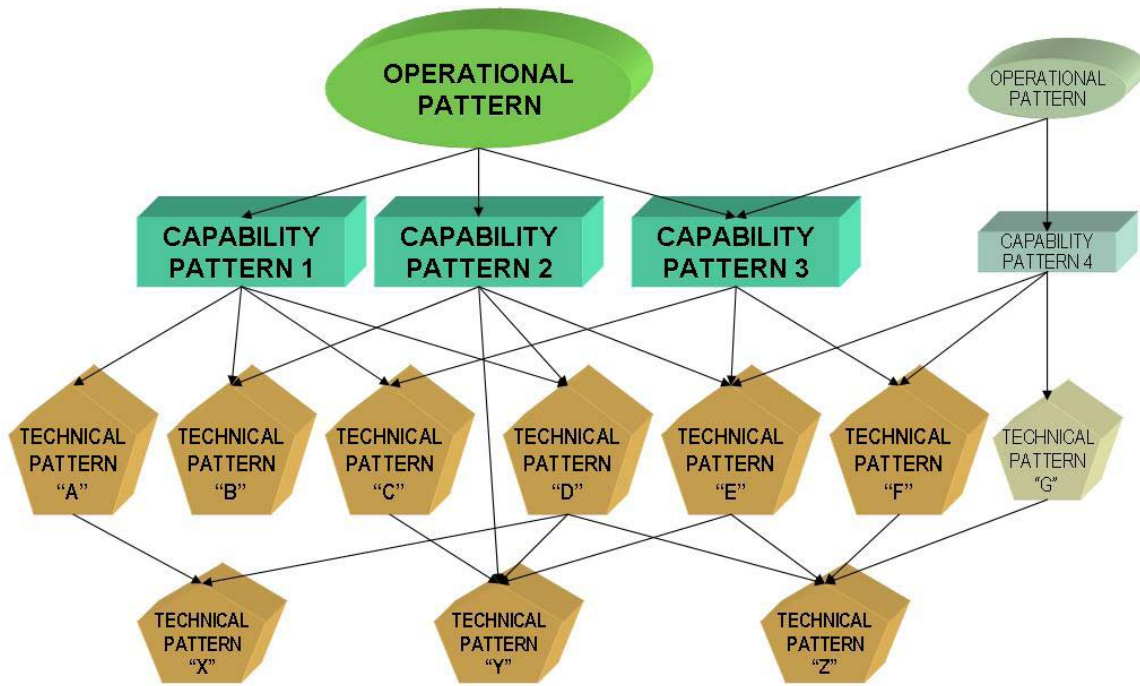 OPERATIONAL
PATTERN
OPERATIONAL
PATTERN
CAPABILITY
PATTERN 1
CAPABILITY
PATTERN 2
CAPABILITY
PATTERN 3
CAPABILITY
PATTERN 4
TECHNICAL
PATTERN
“A”
TECHNICAL
PATTERN
“B”
TECHNICAL
PATTERN
“C”
TECHNICAL
PATTERN
“D”
TECHNICAL
PATTERN
“E”
TECHNICAL
PATTERN
“F”
TECHNICAL
PATTERN
“G”
TECHNICAL
PATTERN
“X”
TECHNICAL
PATTERN
“Y”
TECHNICAL
PATTERN
“Z”